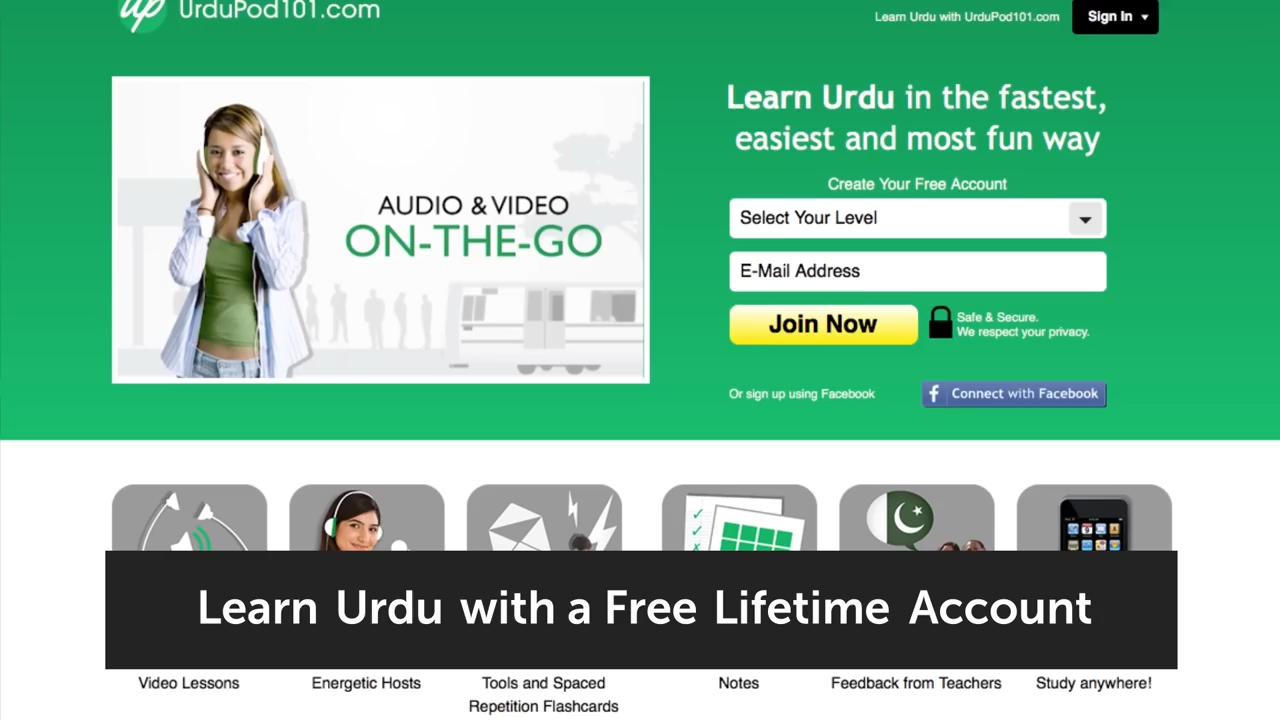 UrduPod101.com
Learn Urdu with UrduPod101.com
Sign In
AUDIO & VIDEO
ON-THE-GO
Learn Urdu in the fastest,
easiest and most fun way
Create Your Free Account
Select Your Level
E-Mail Address
Join Now
Safe & Secure.
We respect your privacy.
Or sign up using Facebook
Connect with Facebook
Learn Urdu with a Free Lifetime Account
Video Lessons
Energetic Hosts
Tools and Spaced
Repetition Flashcards
Notes
Feedback from Teachers
Study anywhere!